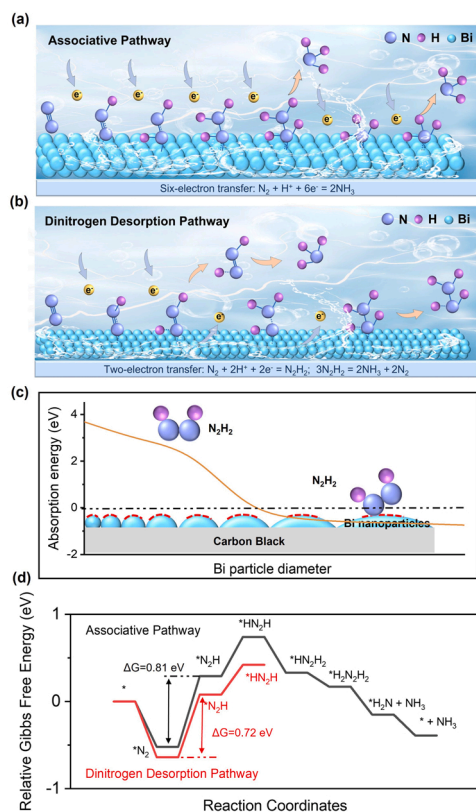 (a)
Associative Pathway
N H Bi
e⁻ e⁻ e⁻ e⁻ e⁻ e⁻
Six-electron transfer: N₂ + H⁺ + 6e⁻ = 2NH₃
(b)
Dinitrogen Desorption Pathway
N H Bi
e⁻ e⁻ e⁻ e⁻
Two-electron transfer: N₂ + 2H⁺ + 2e⁻ = N₂H₂; 3N₂H₂ = 2NH₃ + 2N₂
(c)
Absorption energy (eV)
4
2
0
-2
N₂H₂
N₂H₂
Bi nanoparticles
Carbon Black
Bi particle diameter
(d)
Relative Gibbs Free Energy (eV)
1
0
-1
Associative Pathway
ΔG=0.81 eV
*
*N₂
*N₂H
*HN₂H
*HN₂H
*N₂H
ΔG=0.72 eV
*HN₂H₂
*H₂N₂H₂
*H₂N + NH₃
* + NH₃
Dinitrogen Desorption Pathway
Reaction Coordinates